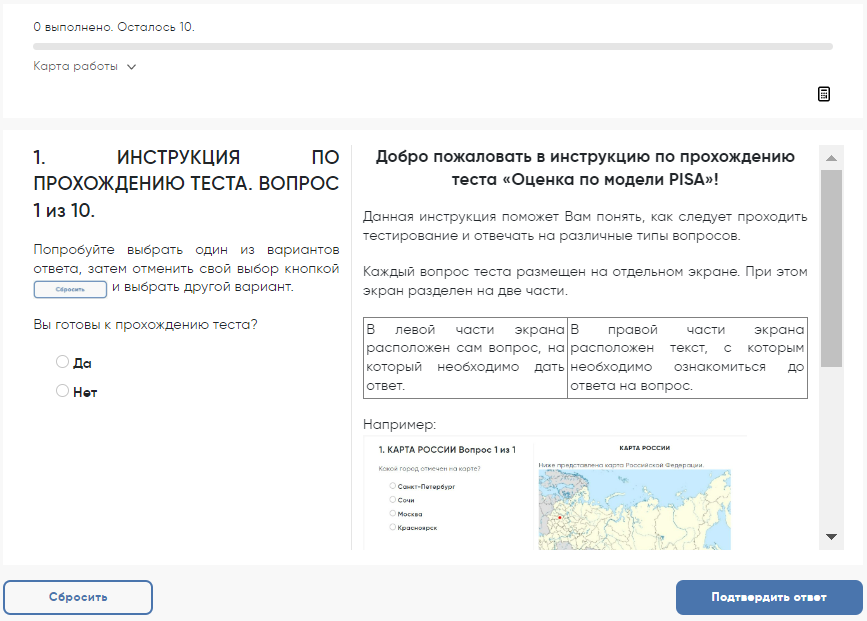 0 выполнено. Осталось 10.
Карта работы
1. ИНСТРУКЦИЯ ПО
ПРОХОЖДЕНИЮ ТЕСТА. ВОПРОС
1 из 10.
Попробуйте выбрать один из вариантов
ответа, затем отменить свой выбор кнопкой
Сбросить и выбрать другой вариант.
Вы готовы к прохождению теста?
Да
Нет
Добро пожаловать в инструкцию по прохождению
теста «Оценка по модели PISA»!
Данная инструкция поможет Вам понять, как следует проходить
тестирование и отвечать на различные типы вопросов.
Каждый вопрос теста размещен на отдельном экране. При этом
экран разделен на две части.
В левой части экрана
расположен сам вопрос, на
который необходимо дать
ответ.
В правой части экрана
расположен текст, с которым
необходимо ознакомиться до
ответа на вопрос.
Например:
1. КАРТА РОССИИ Вопрос 1 из 1
Какой город отмечен на карте?
Санкт-Петербург
Сочи
Москва
Красноярск
КАРТА РОССИИ
Ниже представлена карта Российской Федерации.
Сбросить
Подтвердить ответ